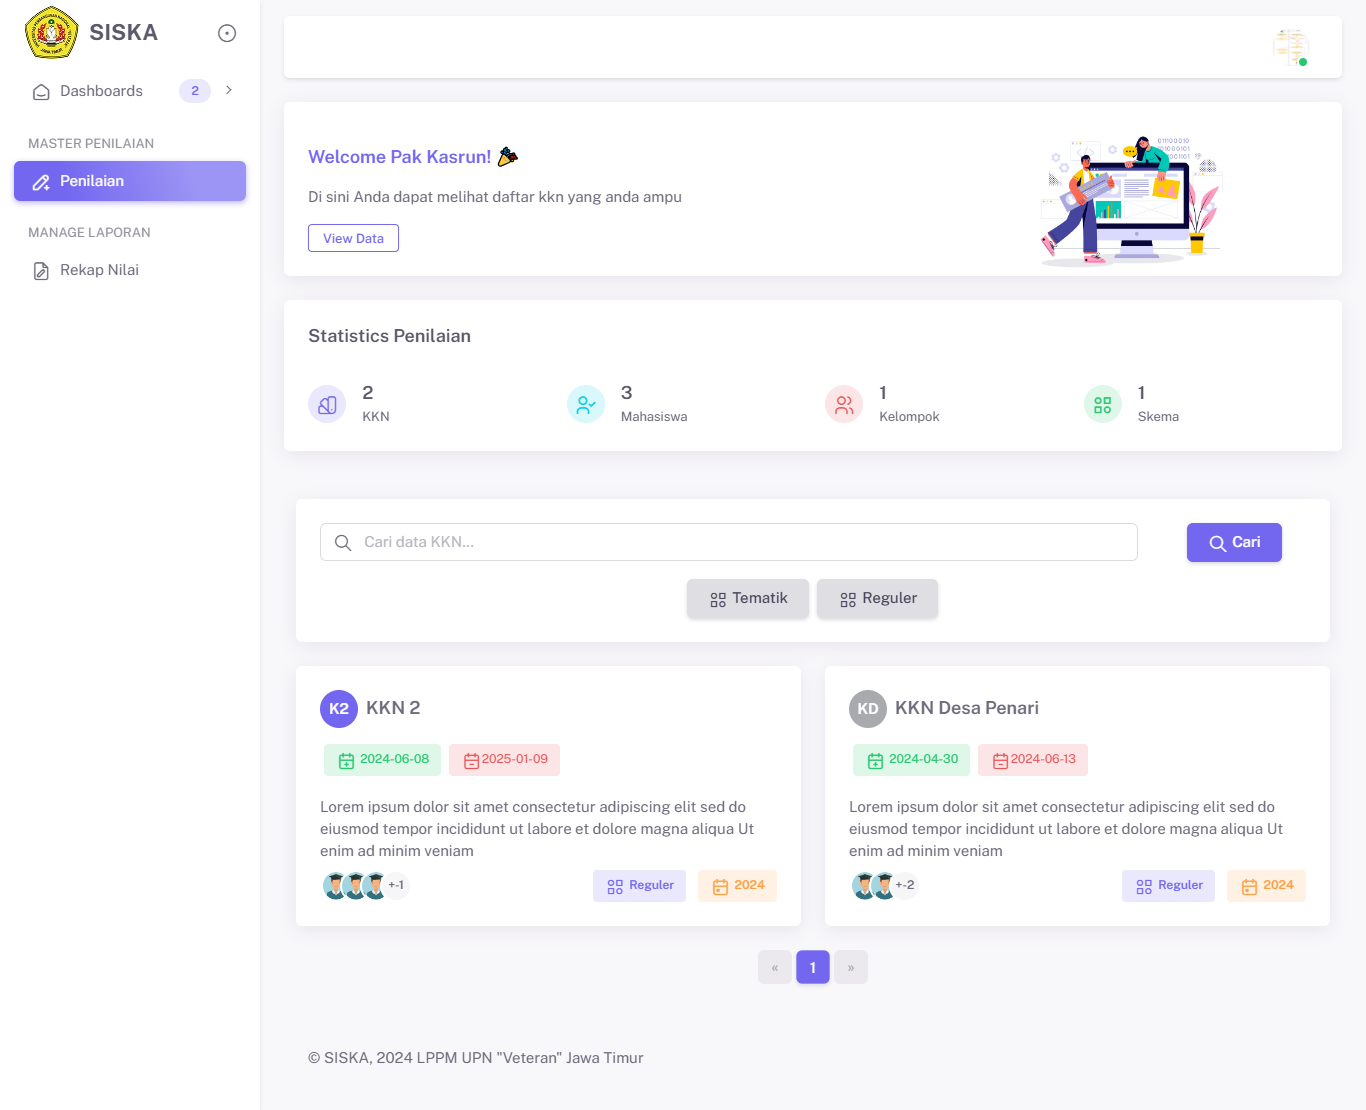 SISKA
Dashboards 2
MASTER PENILAIAN
Penilaian
MANAGE LAPORAN
Rekap Nilai
Welcome Pak Kasrun! 🎉
Di sini Anda dapat melihat daftar kkn yang anda ampu
View Data
Statistics Penilaian
2
KKN
3
Mahasiswa
1
Kelompok
1
Skema
Cari data KKN...
Cari
Tematik
Reguler
K2 KKN 2
2024-06-08 2025-01-09
Lorem ipsum dolor sit amet consectetur adipiscing elit sed do
eiusmod tempor incididunt ut labore et dolore magna aliqua Ut
enim ad minim veniam
+-1 Reguler 2024
KD KKN Desa Penari
2024-04-30 2024-06-13
Lorem ipsum dolor sit amet consectetur adipiscing elit sed do
eiusmod tempor incididunt ut labore et dolore magna aliqua Ut
enim ad minim veniam
+-2 Reguler 2024
« 1 »
© SISKA, 2024 LPPM UPN "Veteran" Jawa Timur